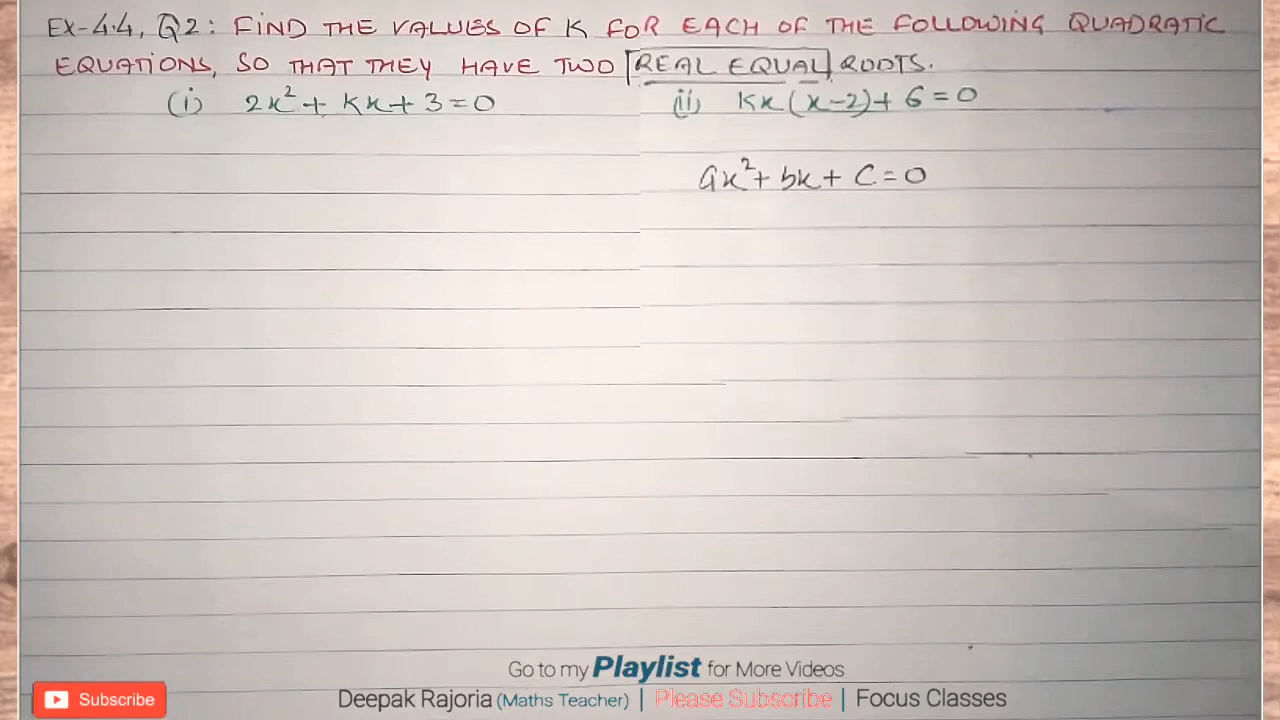 EX-4.4, Q2: FIND THE VALUES OF K FOR EACH OF THE FOLLOWING QUADRATIC
EQUATIONS, SO THAT THEY HAVE TWO REAL EQUAL ROOTS.
(i) 2x² + kx + 3 = 0 (ii) kx(x-2) + 6 = 0
ax² + bx + c = 0
Go to my Playlist for More Videos
Subscribe
Deepak Rajoria (Maths Teacher) | Please Subscribe | Focus Classes